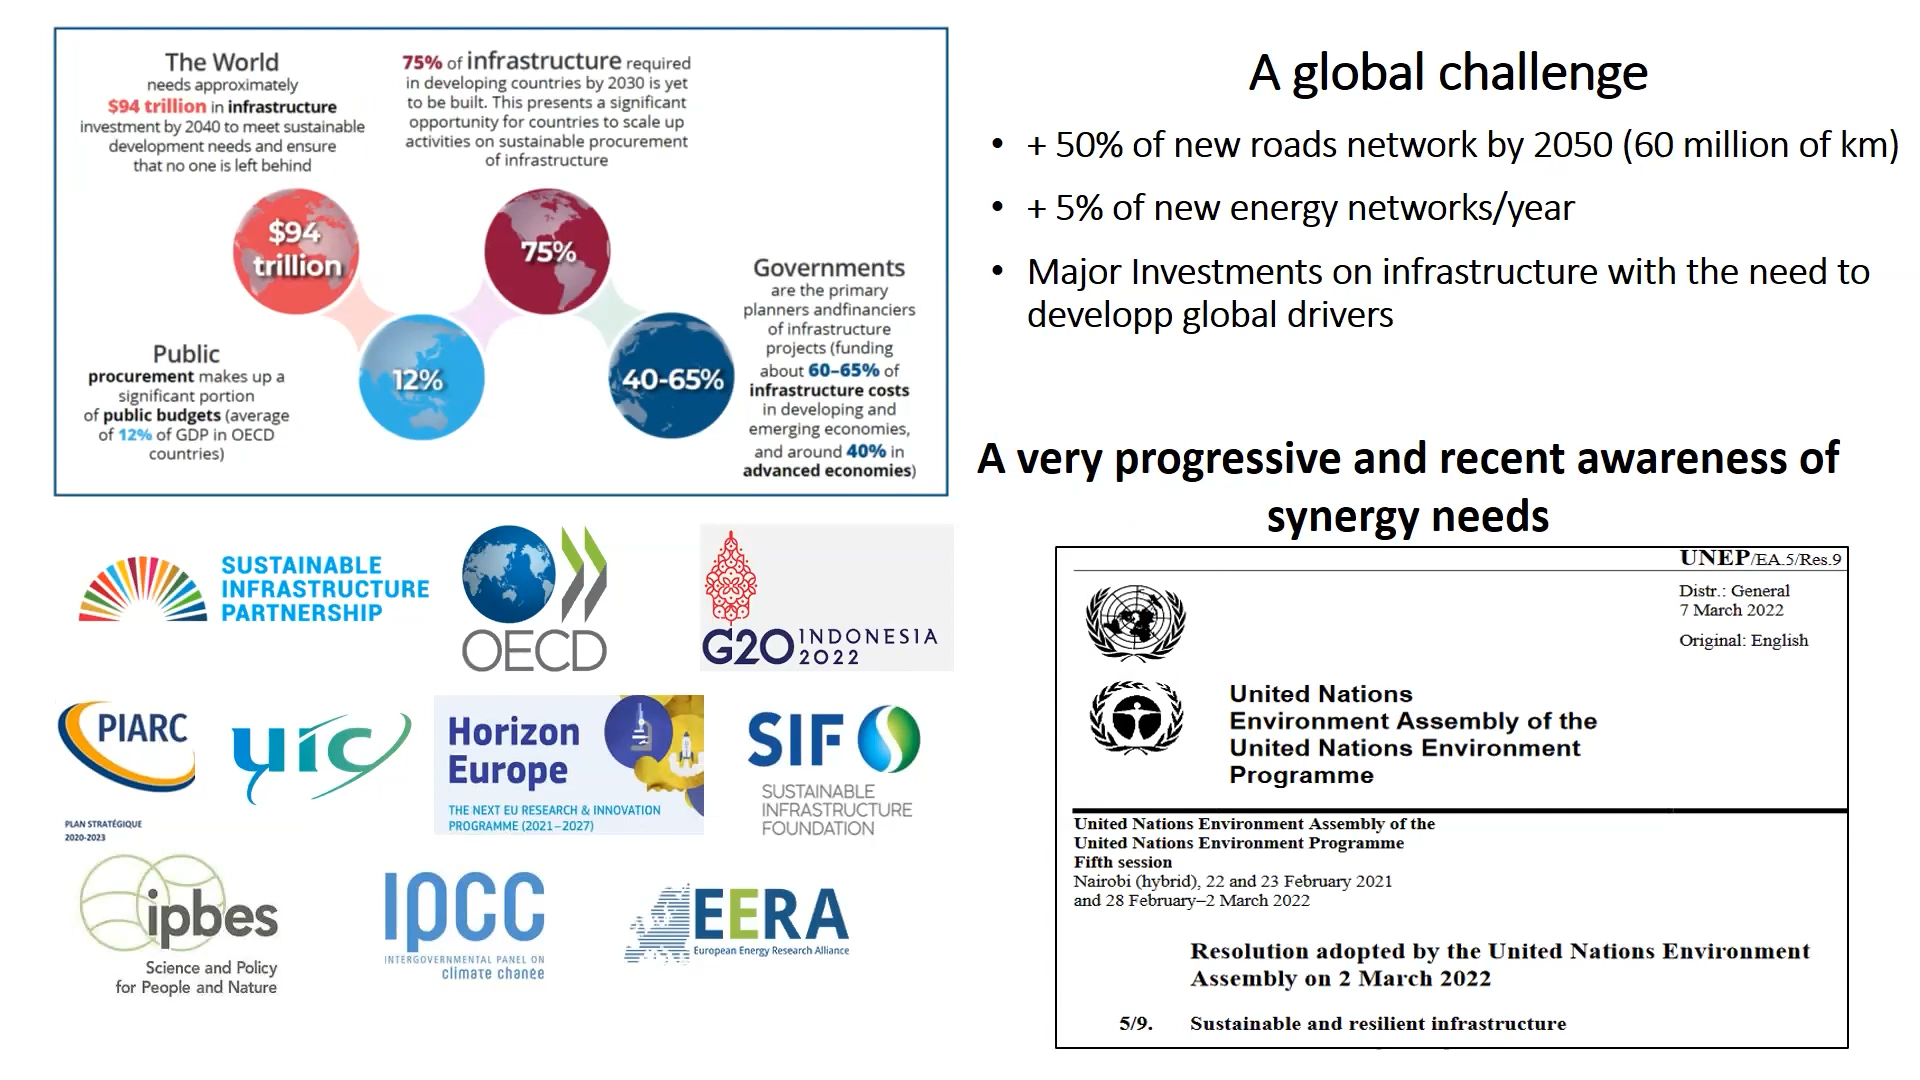 The World
needs approximately
$94 trillion in infrastructure
investment by 2040 to meet sustainable
development needs and ensure
that no one is left behind
75% of infrastructure required
in developing countries by 2030 is yet
to be built. This presents a significant
opportunity for countries to scale up
activities on sustainable procurement
of infrastructure
$94
trillion
75%
12%
40-65%
Public
procurement makes up a
significant portion
of public budgets (average
of 12% of GDP in OECD
countries)
Governments
are the primary
planners andfinanciers
of infrastructure
projects (funding
about 60–65% of
infrastructure costs
in developing and
emerging economies,
and around 40% in
advanced economies)
A global challenge
• + 50% of new roads network by 2050 (60 million of km)
• + 5% of new energy networks/year
• Major Investments on infrastructure with the need to
developp global drivers
A very progressive and recent awareness of
synergy needs
SUSTAINABLE
INFRASTRUCTURE
PARTNERSHIP
OECD
G20 INDONESIA
2022
PIARC
PLAN STRATÉGIQUE
2020-2023
uic
Horizon
Europe
THE NEXT EU RESEARCH & INNOVATION
PROGRAMME (2021–2027)
SIF
SUSTAINABLE
INFRASTRUCTURE
FOUNDATION
ipbes
Science and Policy
for People and Nature
ipcc
INTERGOVERNMENTAL PANEL ON
climate change
EERA
European Energy Research Alliance
UNEP/EA.5/Res.9
Distr.: General
7 March 2022
Original: English
United Nations
Environment Assembly of the
United Nations Environment
Programme
United Nations Environment Assembly of the
United Nations Environment Programme
Fifth session
Nairobi (hybrid), 22 and 23 February 2021
and 28 February–2 March 2022
Resolution adopted by the United Nations Environment
Assembly on 2 March 2022
5/9. Sustainable and resilient infrastructure